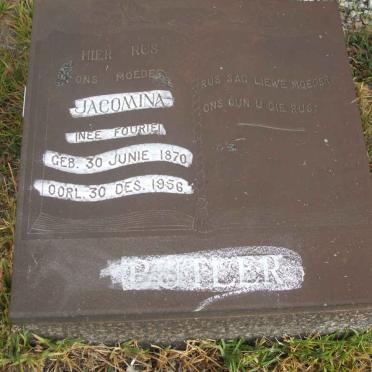 HIER RUS
ONS MOEDER
JACOMINA
(NEE FOURIE)
GEB. 30 JUNIE 1870
OORL. 30 DES. 1956
RUS SAG LIEWE MOEDER
ONS GUN U DIE RUS
BUTLER